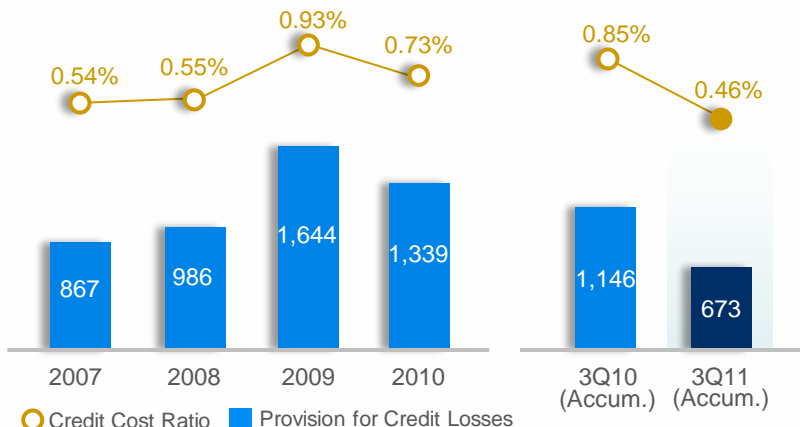 0.54%
0.55%
0.93%
0.73%
0.85%
0.46%
867
986
1,644
1,339
1,146
673
2007
2008
2009
2010
3Q10
(Accum.)
3Q11
(Accum.)
Credit Cost Ratio
Provision for Credit Losses